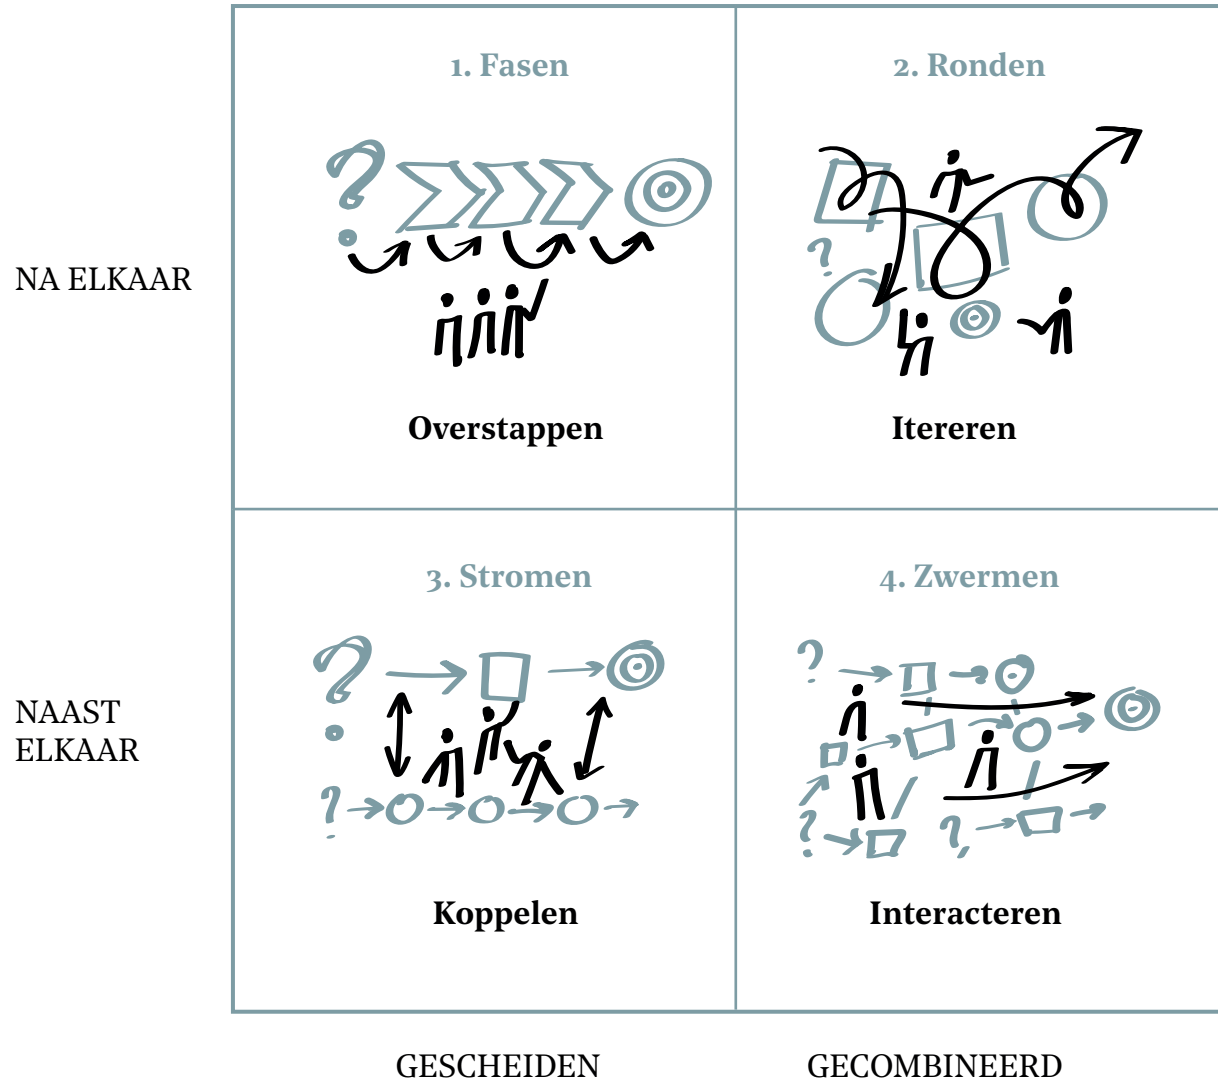 1. Fasen
2. Ronden
?
?
NA ELKAAR
Overstappen
Itereren
3. Stromen
4. Zwermen
?
?
NAAST
ELKAAR
?
?
?
Koppelen
Interacteren
GESCHEIDEN
GECOMBINEERD